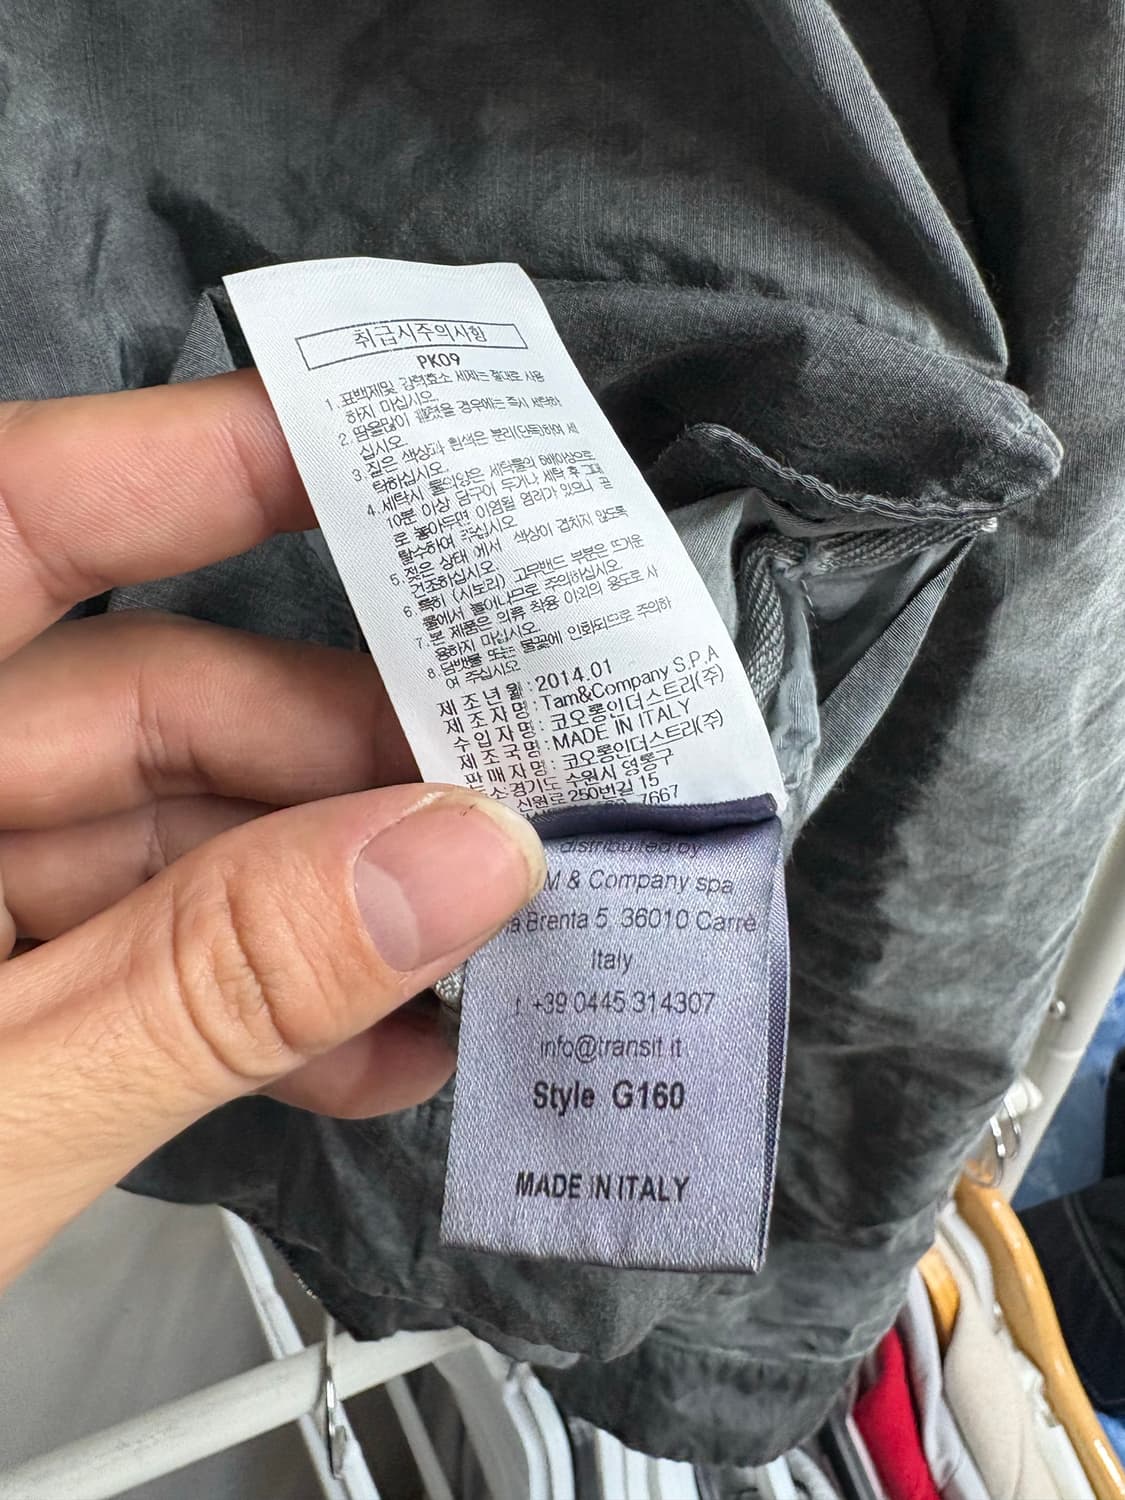 취급시주의사항
PK09
1. 표백제및 강력효소 세제는 절대로 사용
하지 마십시오
2. 땀을많이 흘렸을 경우에는 즉시 세탁하
십시오.
3. 짙은 색상과 흰색은 분리(단독)하여 세
탁하십시오
4. 세탁시 물의양은 세탁물의 6배이상으로
10분 이상 담구어 두거나 세탁 후 그대
로 놓아두면 이염될 염려가 있으니 곧
탈수하여 주십시오
5. 젖은 상태 에서 색상이 겹치지 않도록
건조하십시오
6. 특히 (시도리) 고무밴드 부분은 뜨거운
물에서 늘어나므로 주의하십시오
7. 본 제품은 의류 착용 이외의 용도로 사
용하지 마십시오
8. 담뱃불 또는 불꽃에 인화되므로 주의하
여 주십시오
제 조 년 월 : 2014.01
제 조 자 명 : Tam&Company S.P.A
수 입 자 명 : 코오롱인더스트리(주)
제 조 국 명 : MADE IN ITALY
판 매 자 명 : 코오롱인더스트리(주)
소:경기도 수원시 영통구
신원로 250번길 15
7667
distributed by
M & Company spa
a Brenta 5 36010 Carrè
Italy
t. +39 0445 314307
info@transit.it
Style G160
MADE IN ITALY